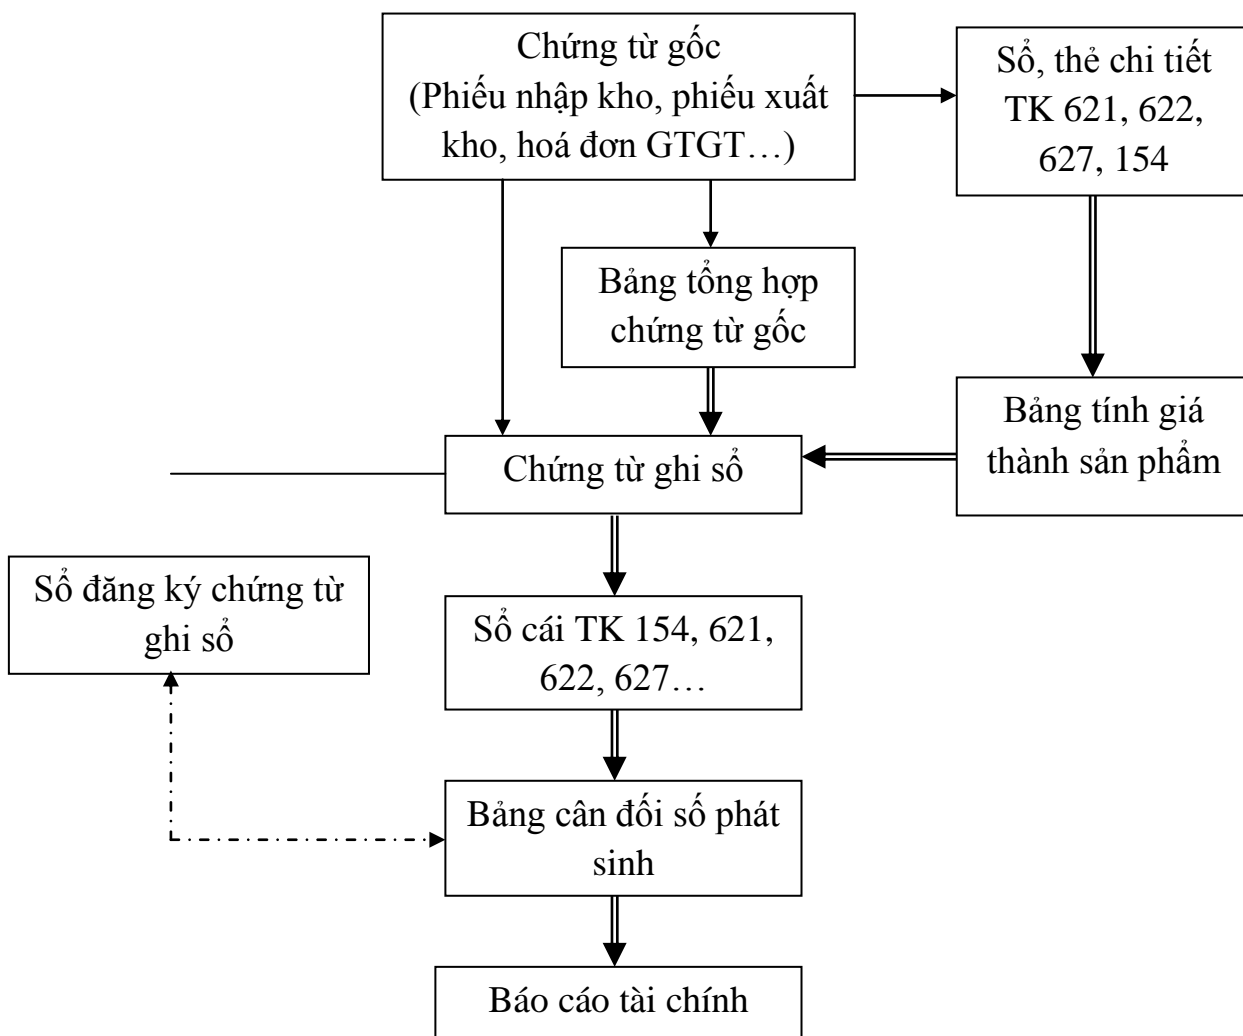 Chứng từ gốc
(Phiếu nhập kho, phiếu xuất
kho, hoá đơn GTGT…)
Sổ, thẻ chi tiết
TK 621, 622,
627, 154
Bảng tổng hợp
chứng từ gốc
Bảng tính giá
thành sản phẩm
Chứng từ ghi sổ
Sổ đăng ký chứng từ
ghi sổ
Sổ cái TK 154, 621,
622, 627…
Bảng cân đối số phát
sinh
Báo cáo tài chính